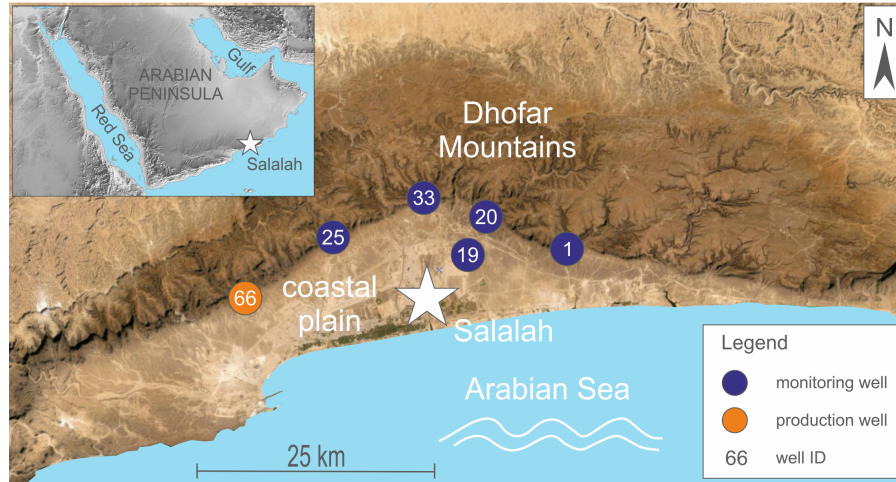 ARABIAN
PENINSULA
Gulf
Red Sea
Salalah
N
Dhofar
Mountains
33
20
25
19
1
66
coastal
plain
Salalah
Arabian Sea
25 km
Legend
monitoring well
production well
66 well ID